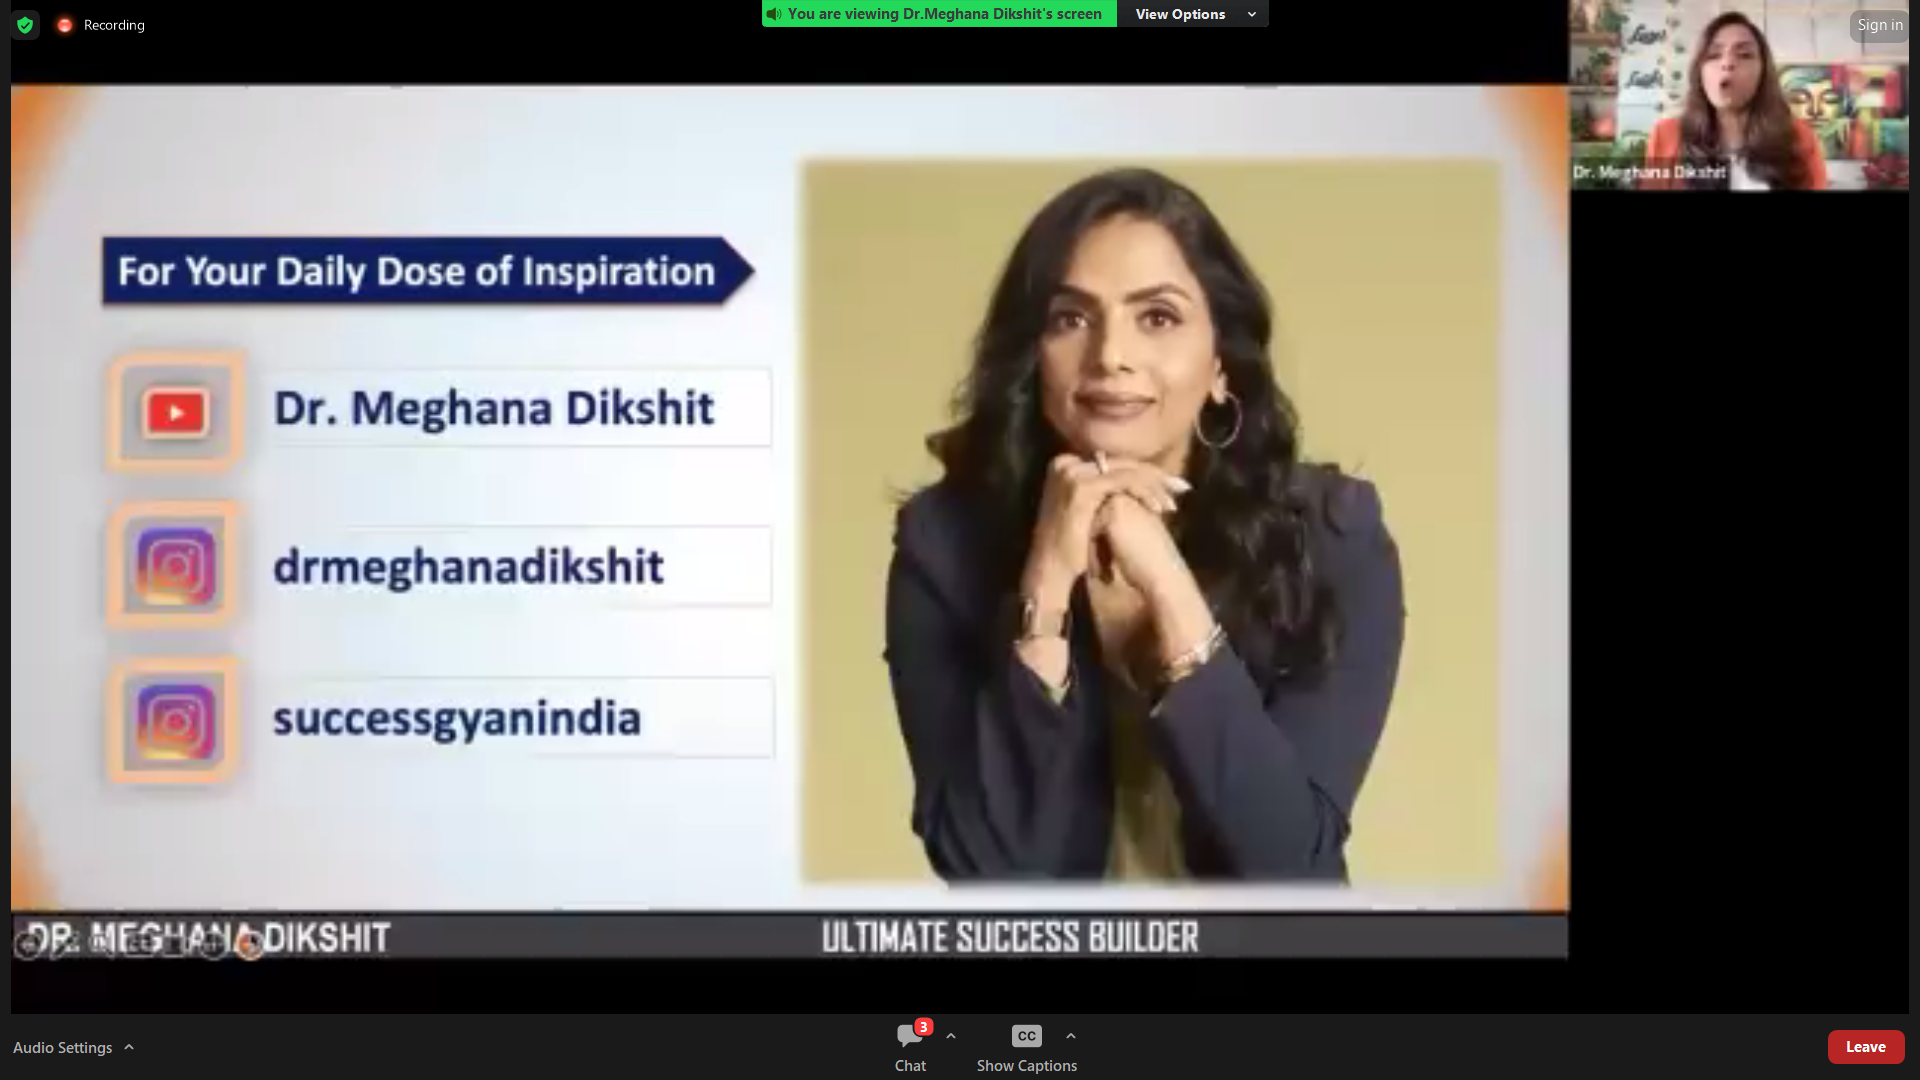 Recording
You are viewing Dr.Meghana Dikshit's screen
View Options
Sign in
Dr. Meghana Dikshit
For Your Daily Dose of Inspiration
Dr. Meghana Dikshit
drmeghanadikshit
successgyanindia
DR. MEGHANA DIKSHIT
ULTIMATE SUCCESS BUILDER
Audio Settings
3
Chat
CC
Show Captions
Leave